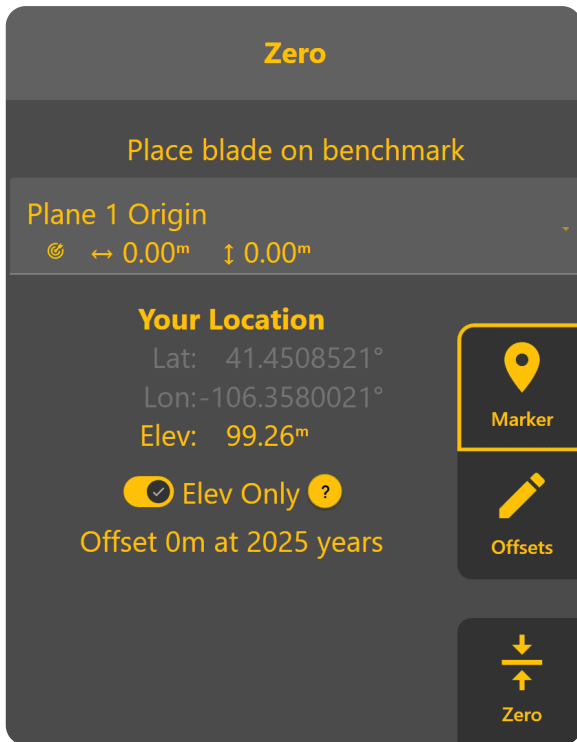 Zero
Place blade on benchmark
Plane 1 Origin
↔ 0.00ᵐ ↕ 0.00ᵐ
Your Location
Lat: 41.4508521°
Lon:-106.3580021°
Elev: 99.26ᵐ
Elev Only ?
Offset 0m at 2025 years
Marker
Offsets
Zero